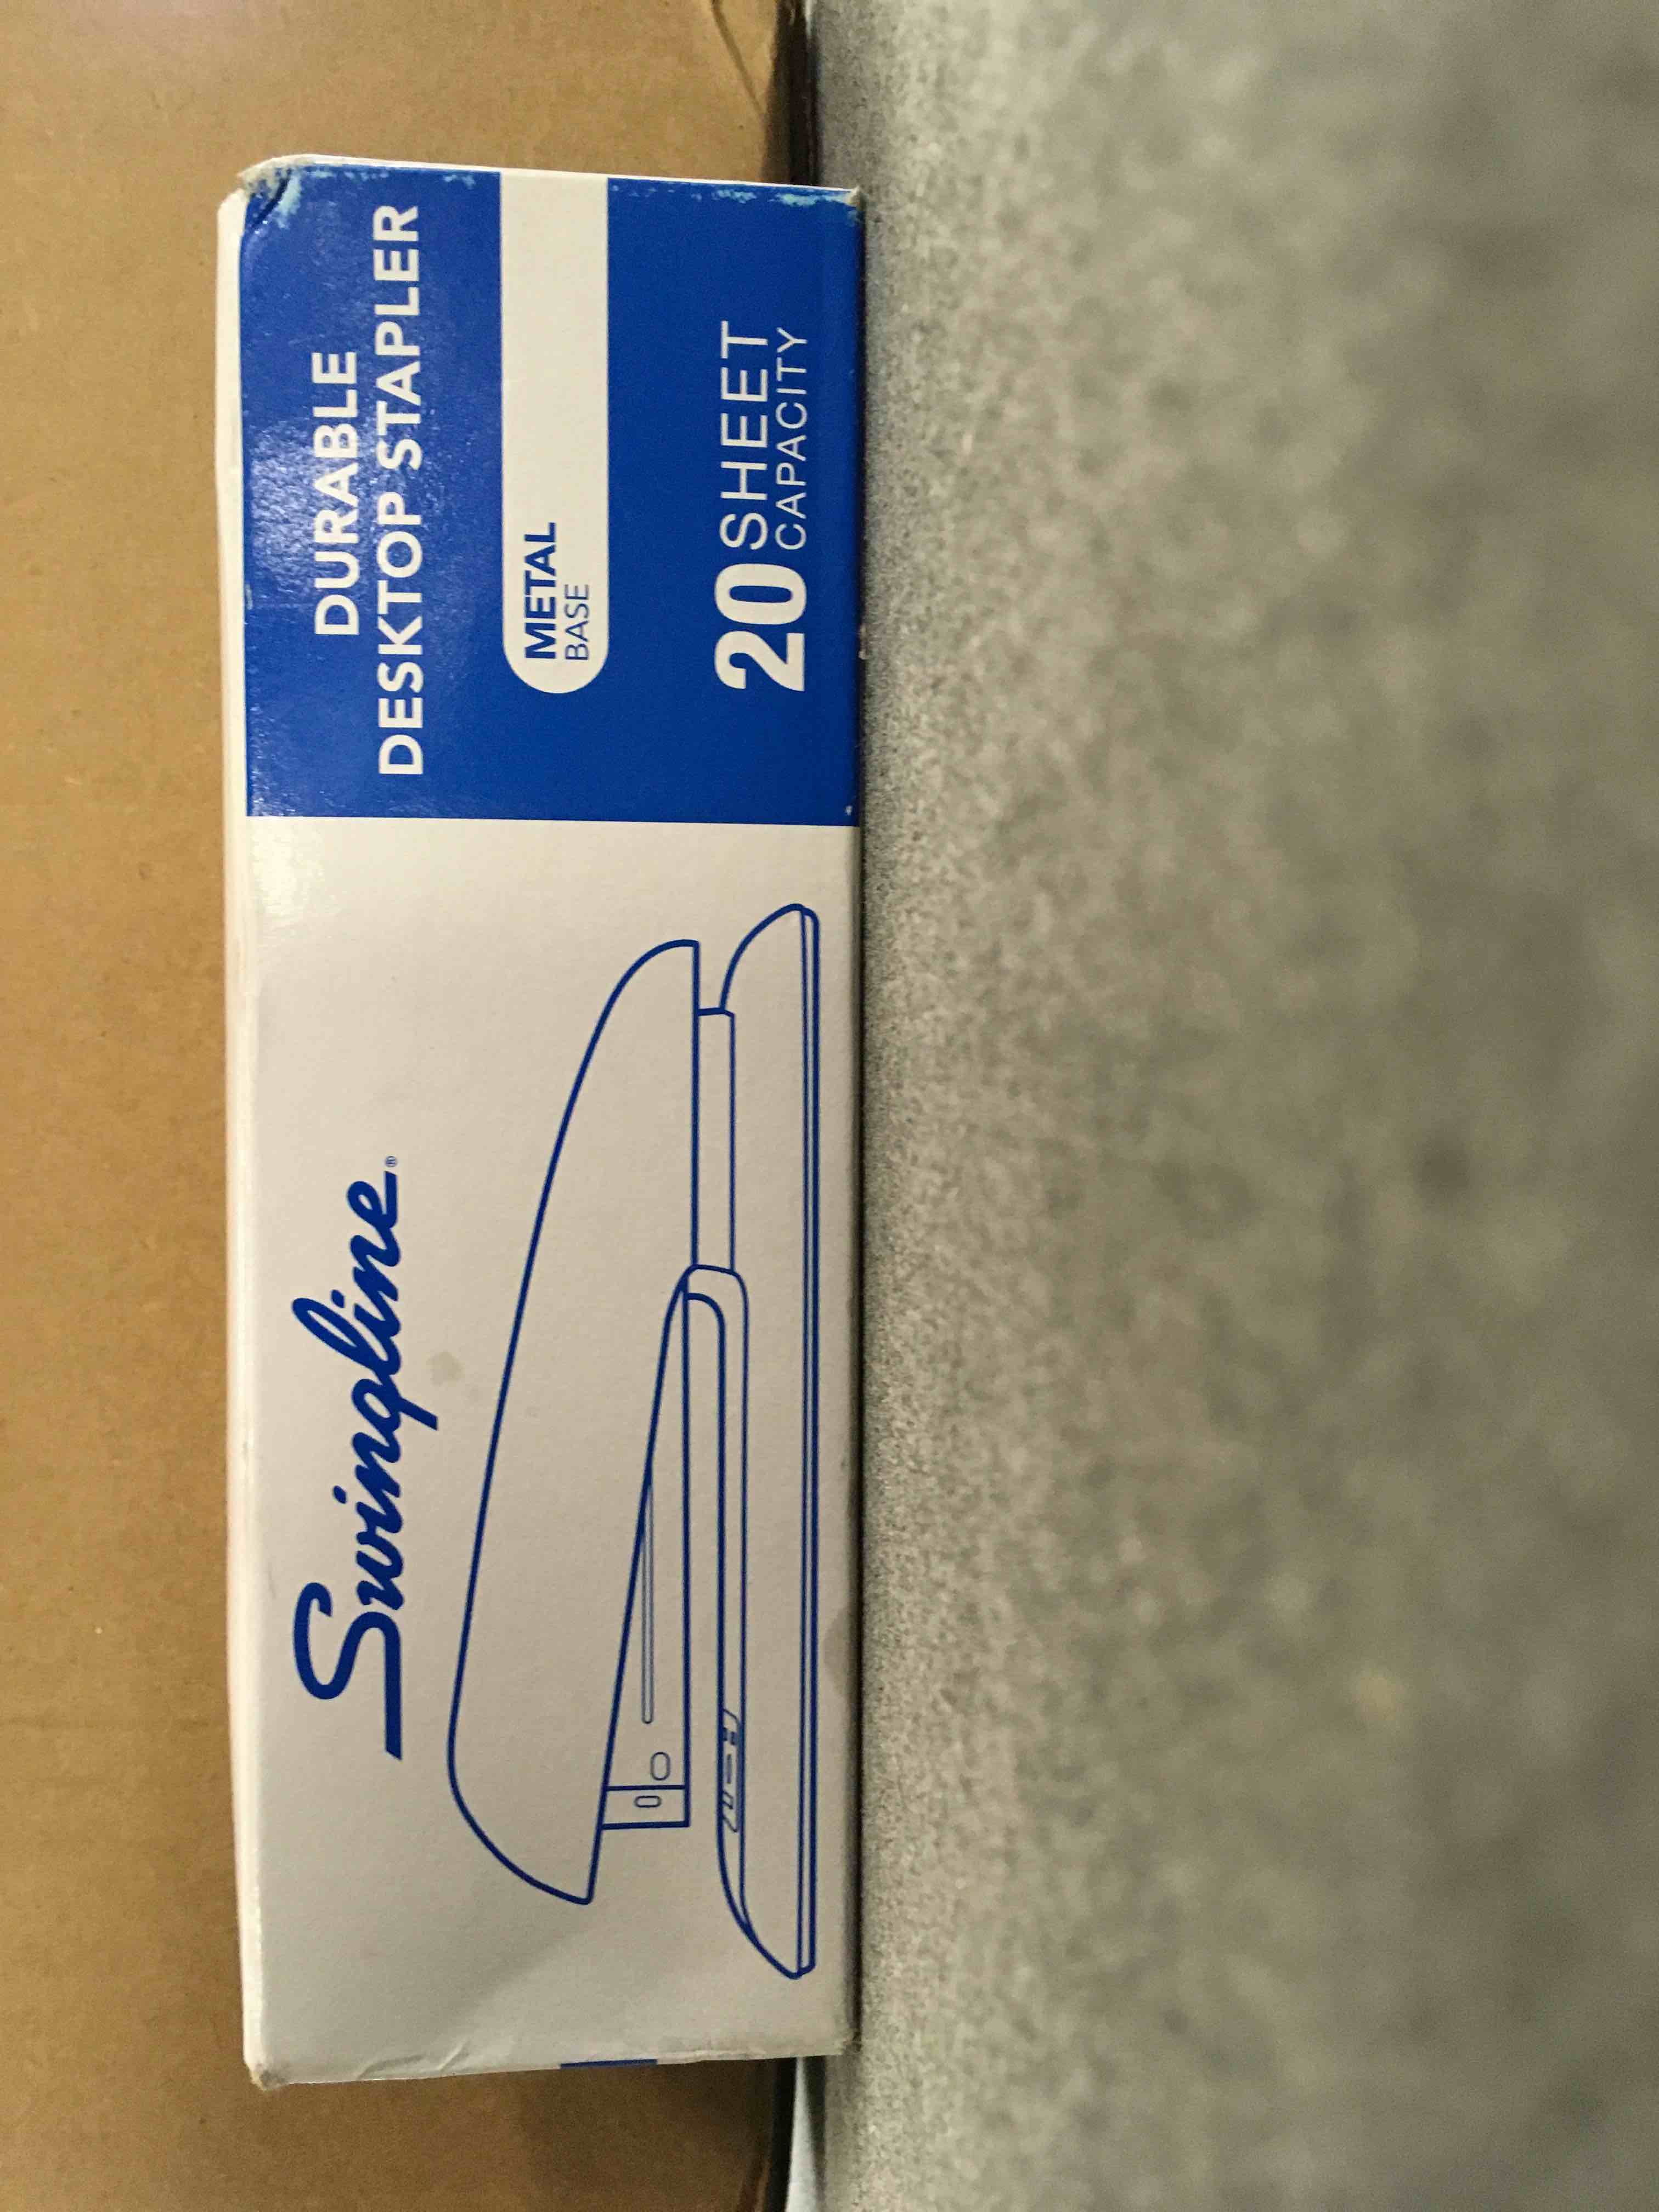 Swingline®
DURABLE
DESKTOP STAPLER
METAL
BASE
20 SHEET
CAPACITY